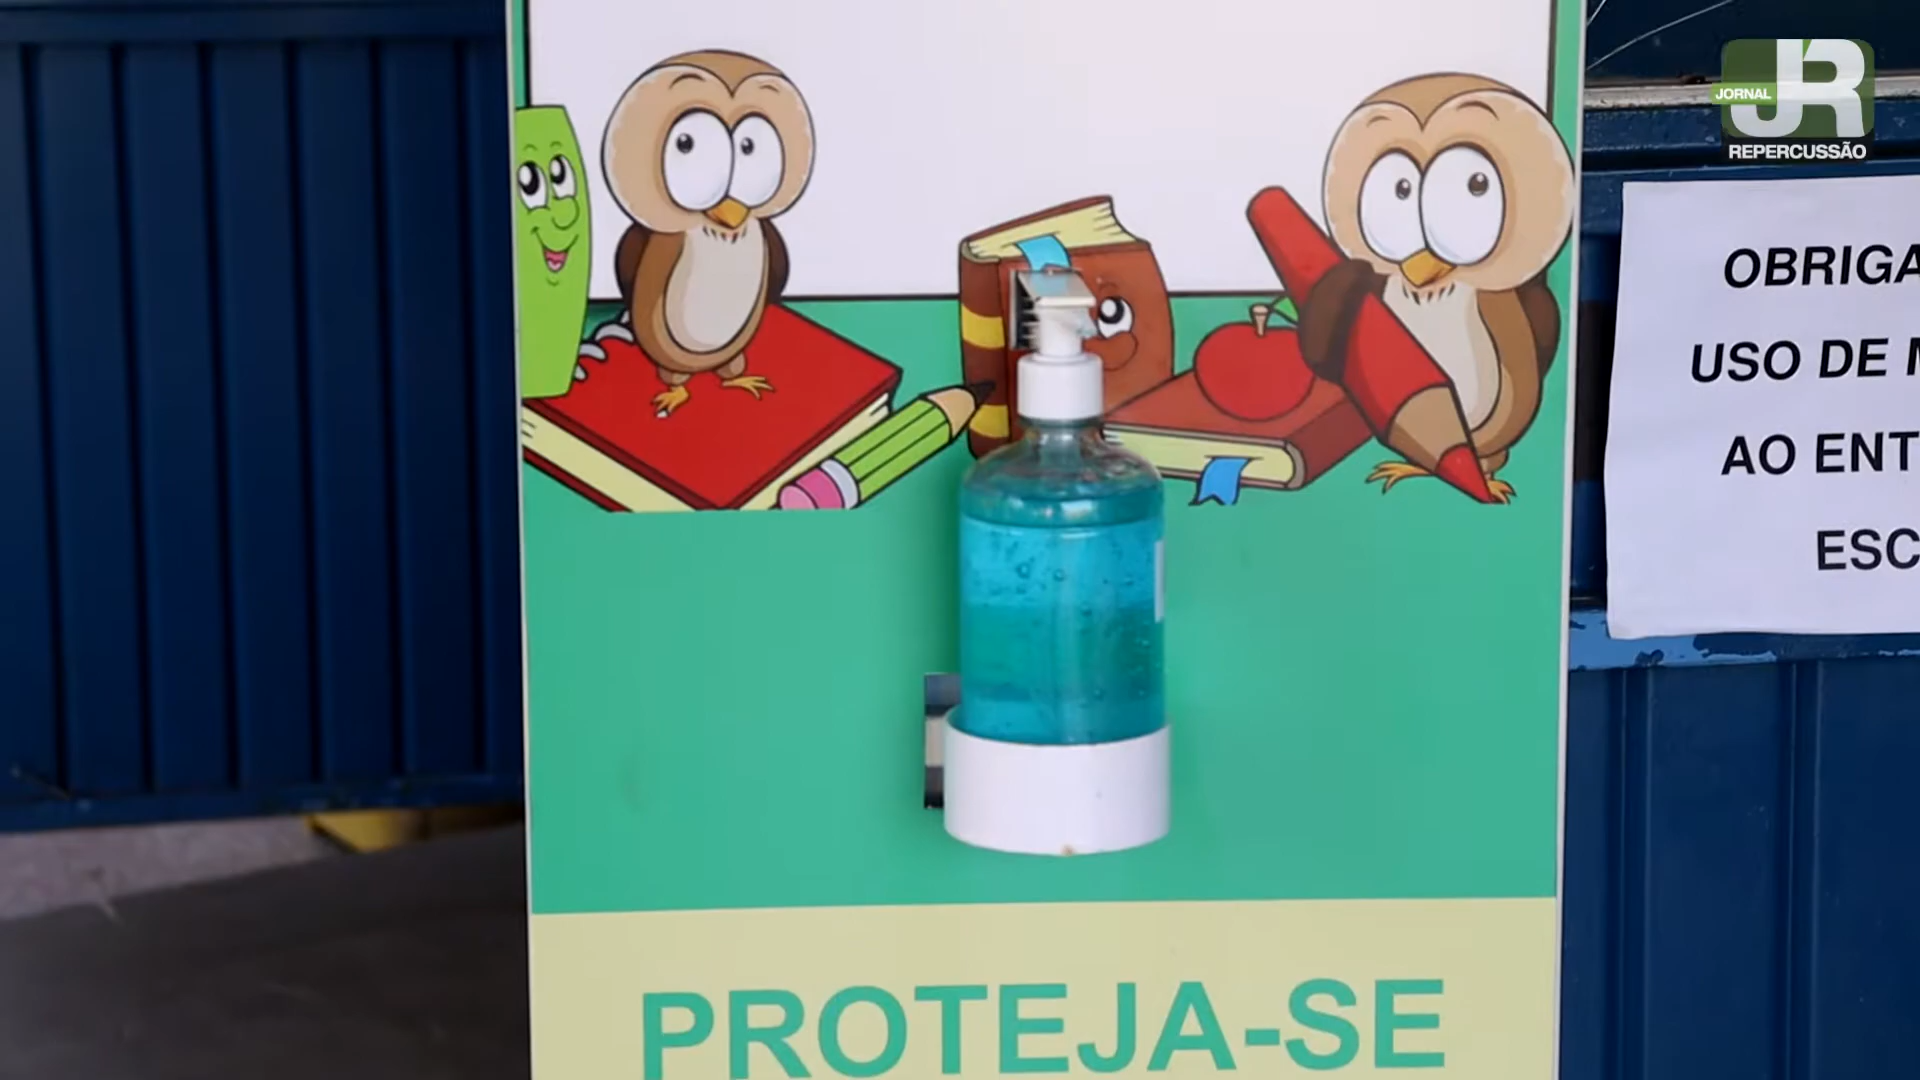 JR
JORNAL
REPERCUSSÃO
OBRIGA
USO DE
AO ENT
ESC
PROTEJA-SE